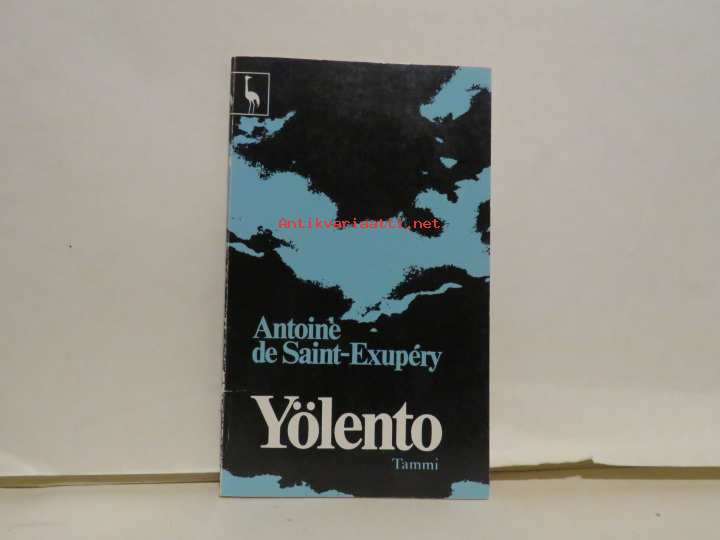 Antikvariaatti.net
Antoine
de Saint-Exupéry
Yölento
Tammi